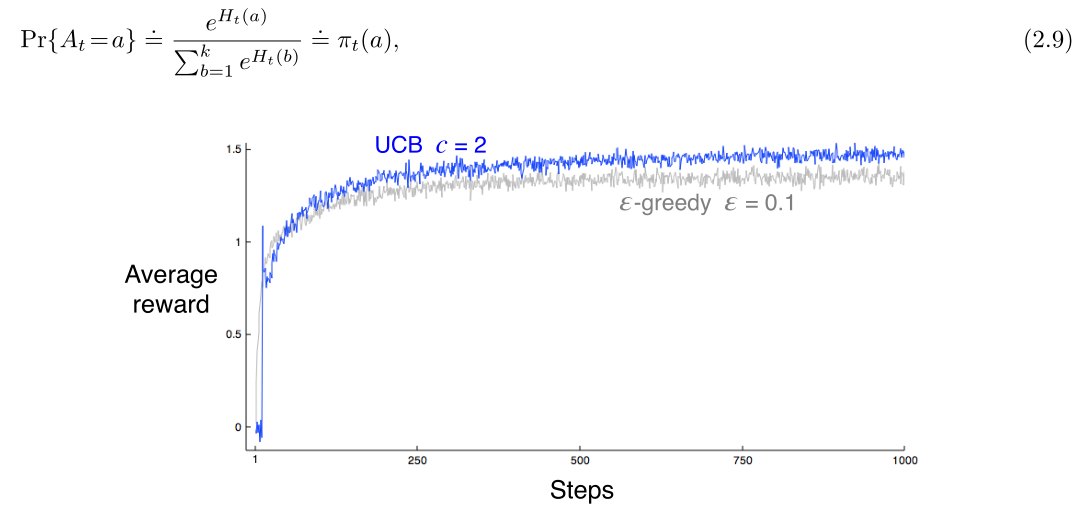 Pr{A_t = a} ≐ e^{H_t(a)} / ∑_{b=1}^{k} e^{H_t(b)} ≐ π_t(a), (2.9)
UCB c = 2
1.5
ε-greedy ε = 0.1
1
Average
reward
0.5
0
1 250 500 750 1000
Steps